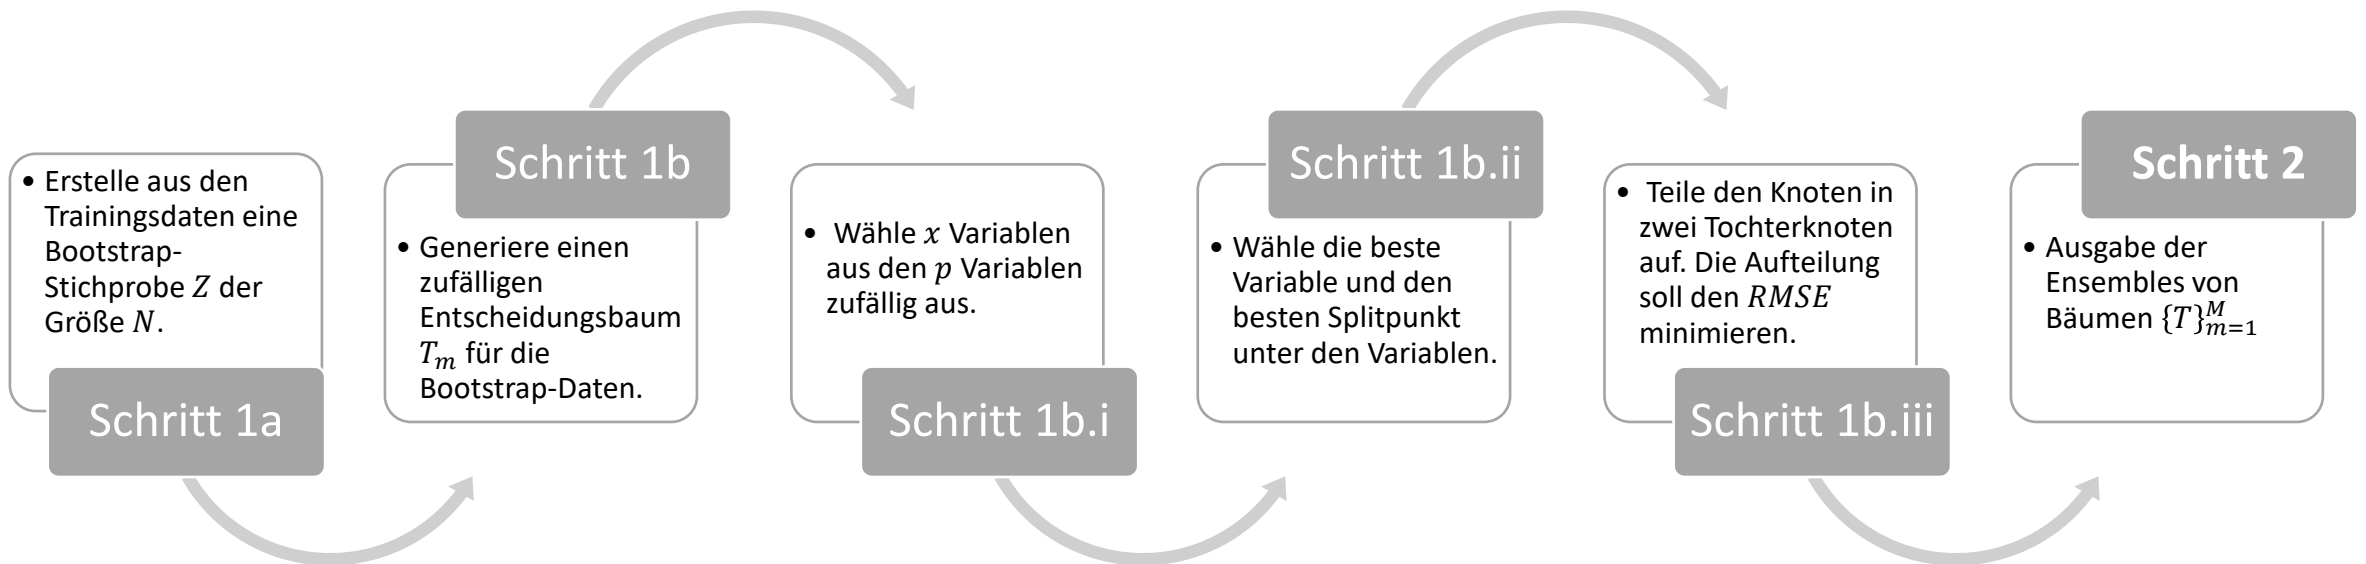 • Erstelle aus den
Trainingsdaten eine
Bootstrap-
Stichprobe Z der
Größe N.
Schritt 1a
Schritt 1b
• Generiere einen
zufälligen
Entscheidungsbaum
T_m für die
Bootstrap-Daten.
• Wähle x Variablen
aus den p Variablen
zufällig aus.
Schritt 1b.i
Schritt 1b.ii
• Wähle die beste
Variable und den
besten Splitpunkt
unter den Variablen.
• Teile den Knoten in
zwei Tochterknoten
auf. Die Aufteilung
soll den RMSE
minimieren.
Schritt 1b.iii
Schritt 2
• Ausgabe der
Ensembles von
Bäumen {T}_{m=1}^{M}